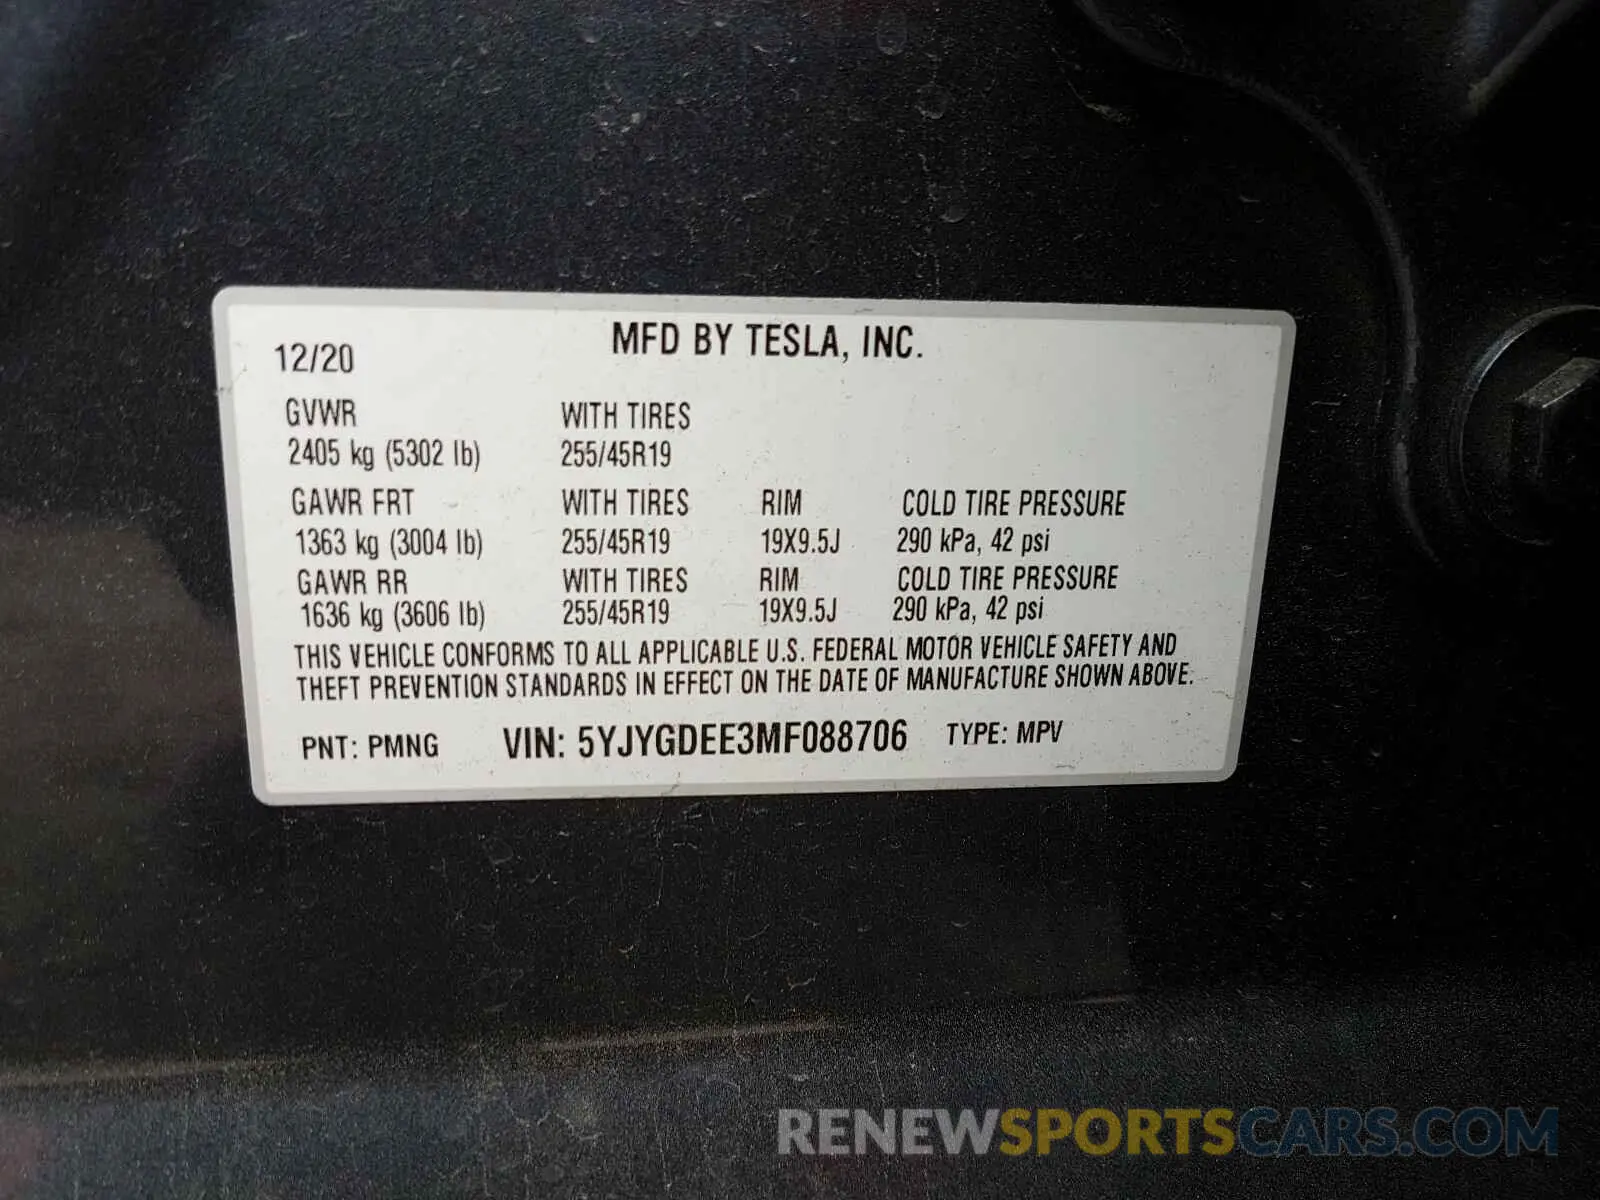 MFD BY TESLA, INC.
12/20
GVWR WITH TIRES
2405 kg (5302 lb) 255/45R19
GAWR FRT WITH TIRES RIM COLD TIRE PRESSURE
1363 kg (3004 lb) 255/45R19 19X9.5J 290 kPa, 42 psi
GAWR RR WITH TIRES RIM COLD TIRE PRESSURE
1636 kg (3606 lb) 255/45R19 19X9.5J 290 kPa, 42 psi
THIS VEHICLE CONFORMS TO ALL APPLICABLE U.S. FEDERAL MOTOR VEHICLE SAFETY AND
THEFT PREVENTION STANDARDS IN EFFECT ON THE DATE OF MANUFACTURE SHOWN ABOVE.
PNT: PMNG VIN: 5YJYGDEE3MF088706 TYPE: MPV
RENEWSPORTSCARS.COM